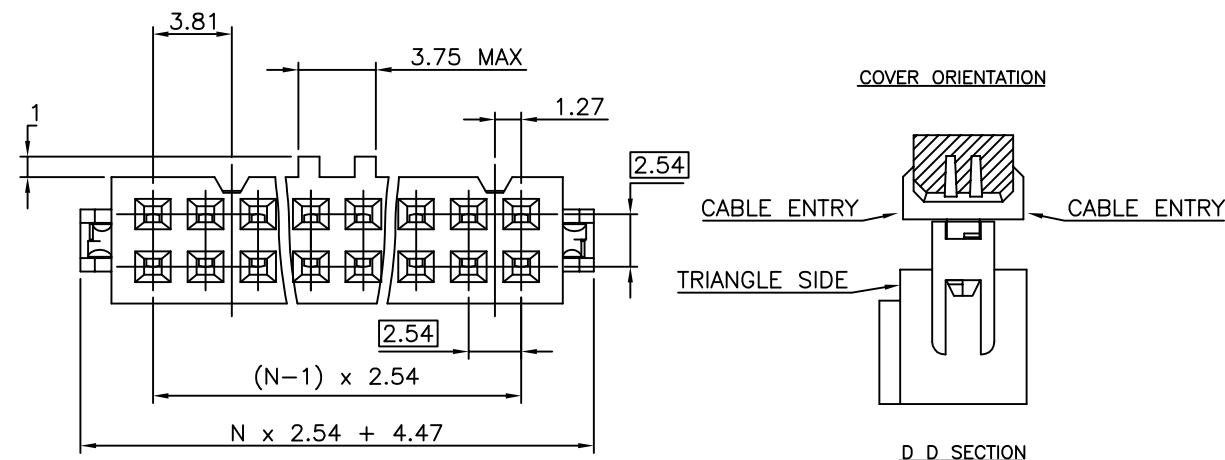 3.81
3.75 MAX
COVER ORIENTATION
1
1.27
2.54
CABLE ENTRY
CABLE ENTRY
TRIANGLE SIDE
2.54
(N-1) x 2.54
N x 2.54 + 4.47
D D SECTION